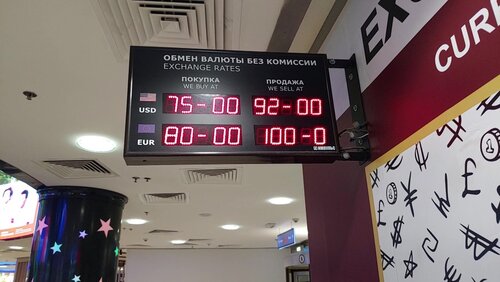 ОБМЕН ВАЛЮТЫ БЕЗ КОМИССИИ
EXCHANGE RATES
ПОКУПКА ПРОДАЖА
WE BUY AT WE SELL AT
USD 75-00 92-00
EUR 80-00 100-0
EX
CUR